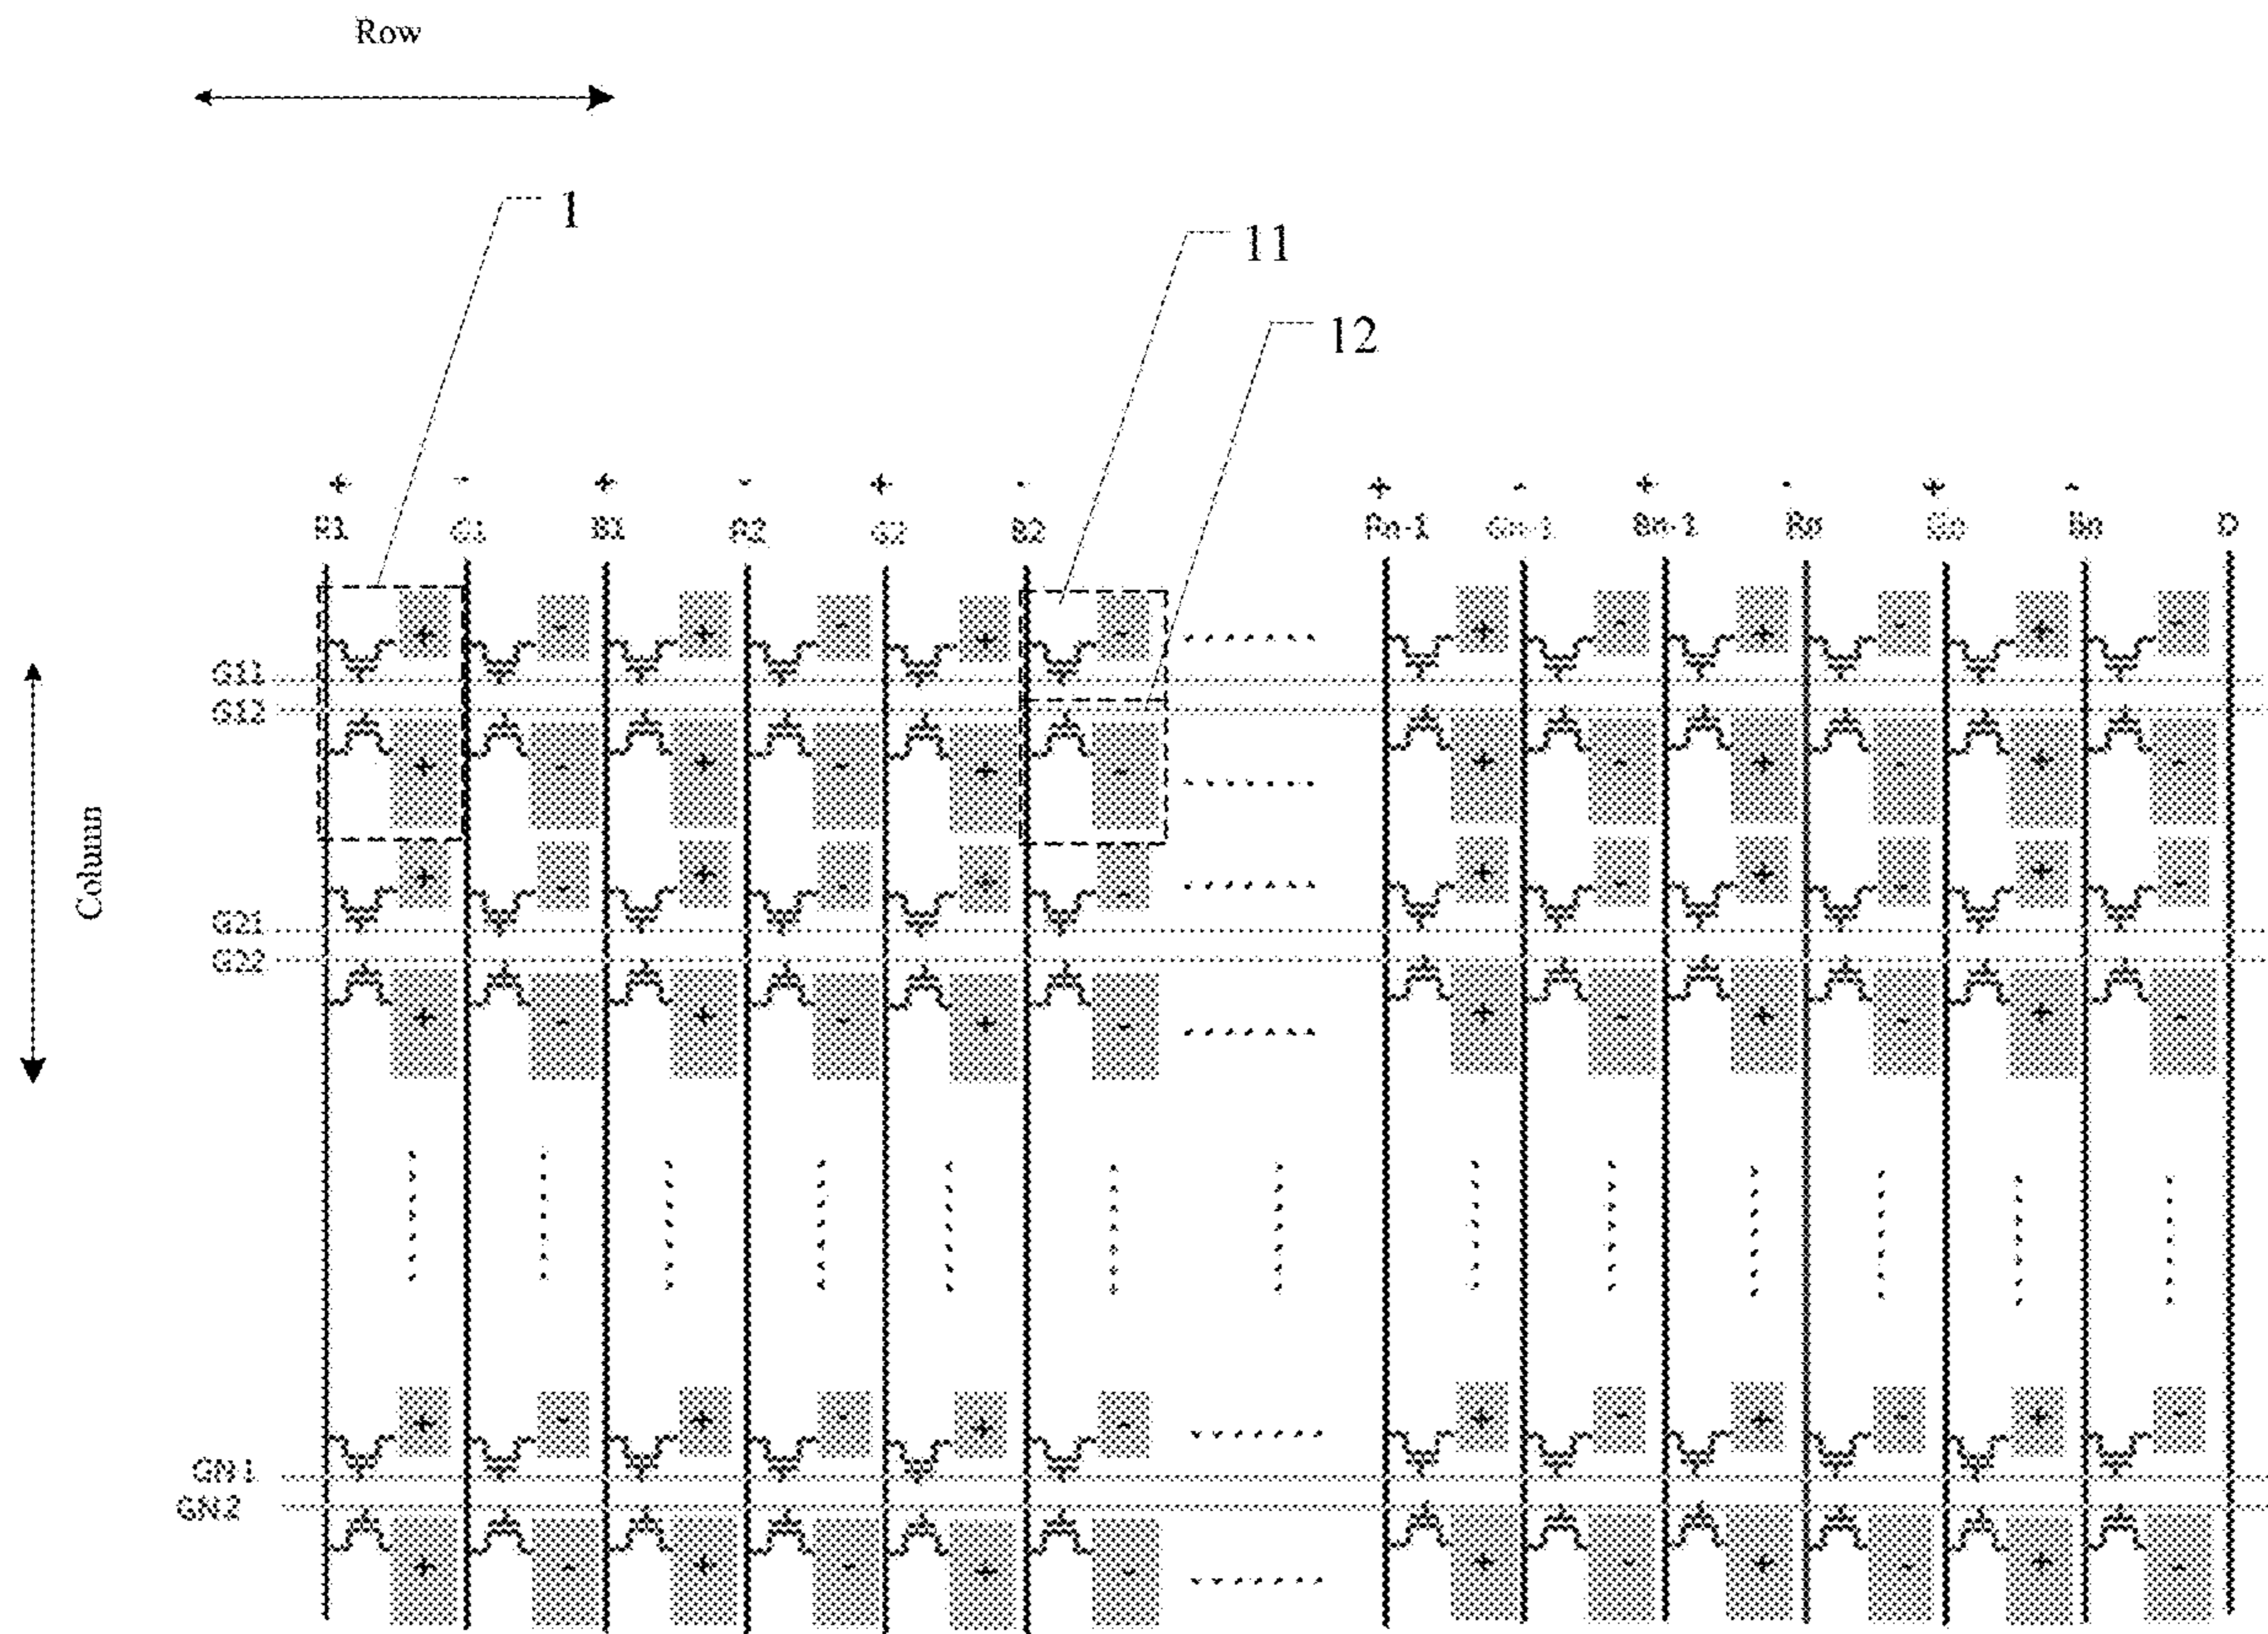 Row
1
11
12
+ - + - + - + - + - + -
R1 G1 B1 R2 G2 B2 Rn-1 Gn-1 Bn-1 Rn Gn Bn D
+ - + - + - + - + - + -
G11
G12
+ - + - + - + - + - + -
Column
+ - + - + - + - + - + -
G21
G22
+ - + - + - + - + - + -
+ - + - + - + - + - + -
GN1
GN2
+ - + - + - + - + - + -